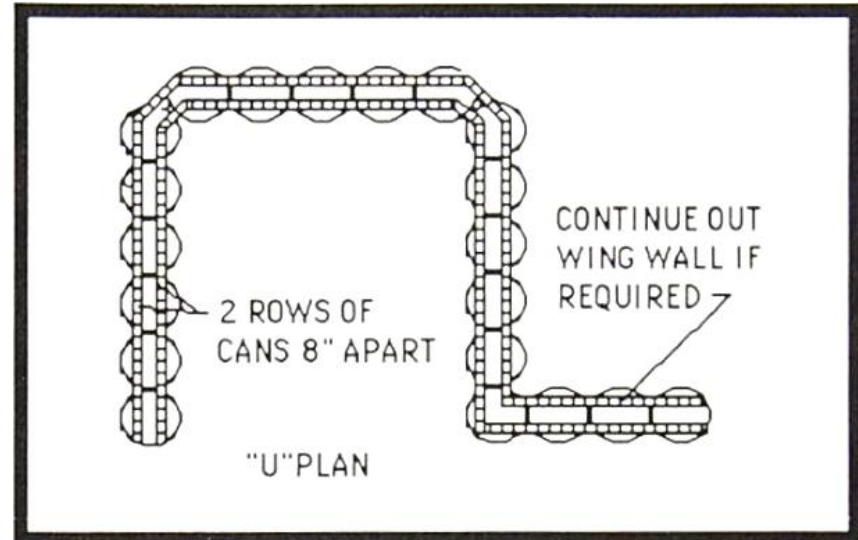 CONTINUE OUT
WING WALL IF
REQUIRED
2 ROWS OF
CANS 8" APART
"U"PLAN